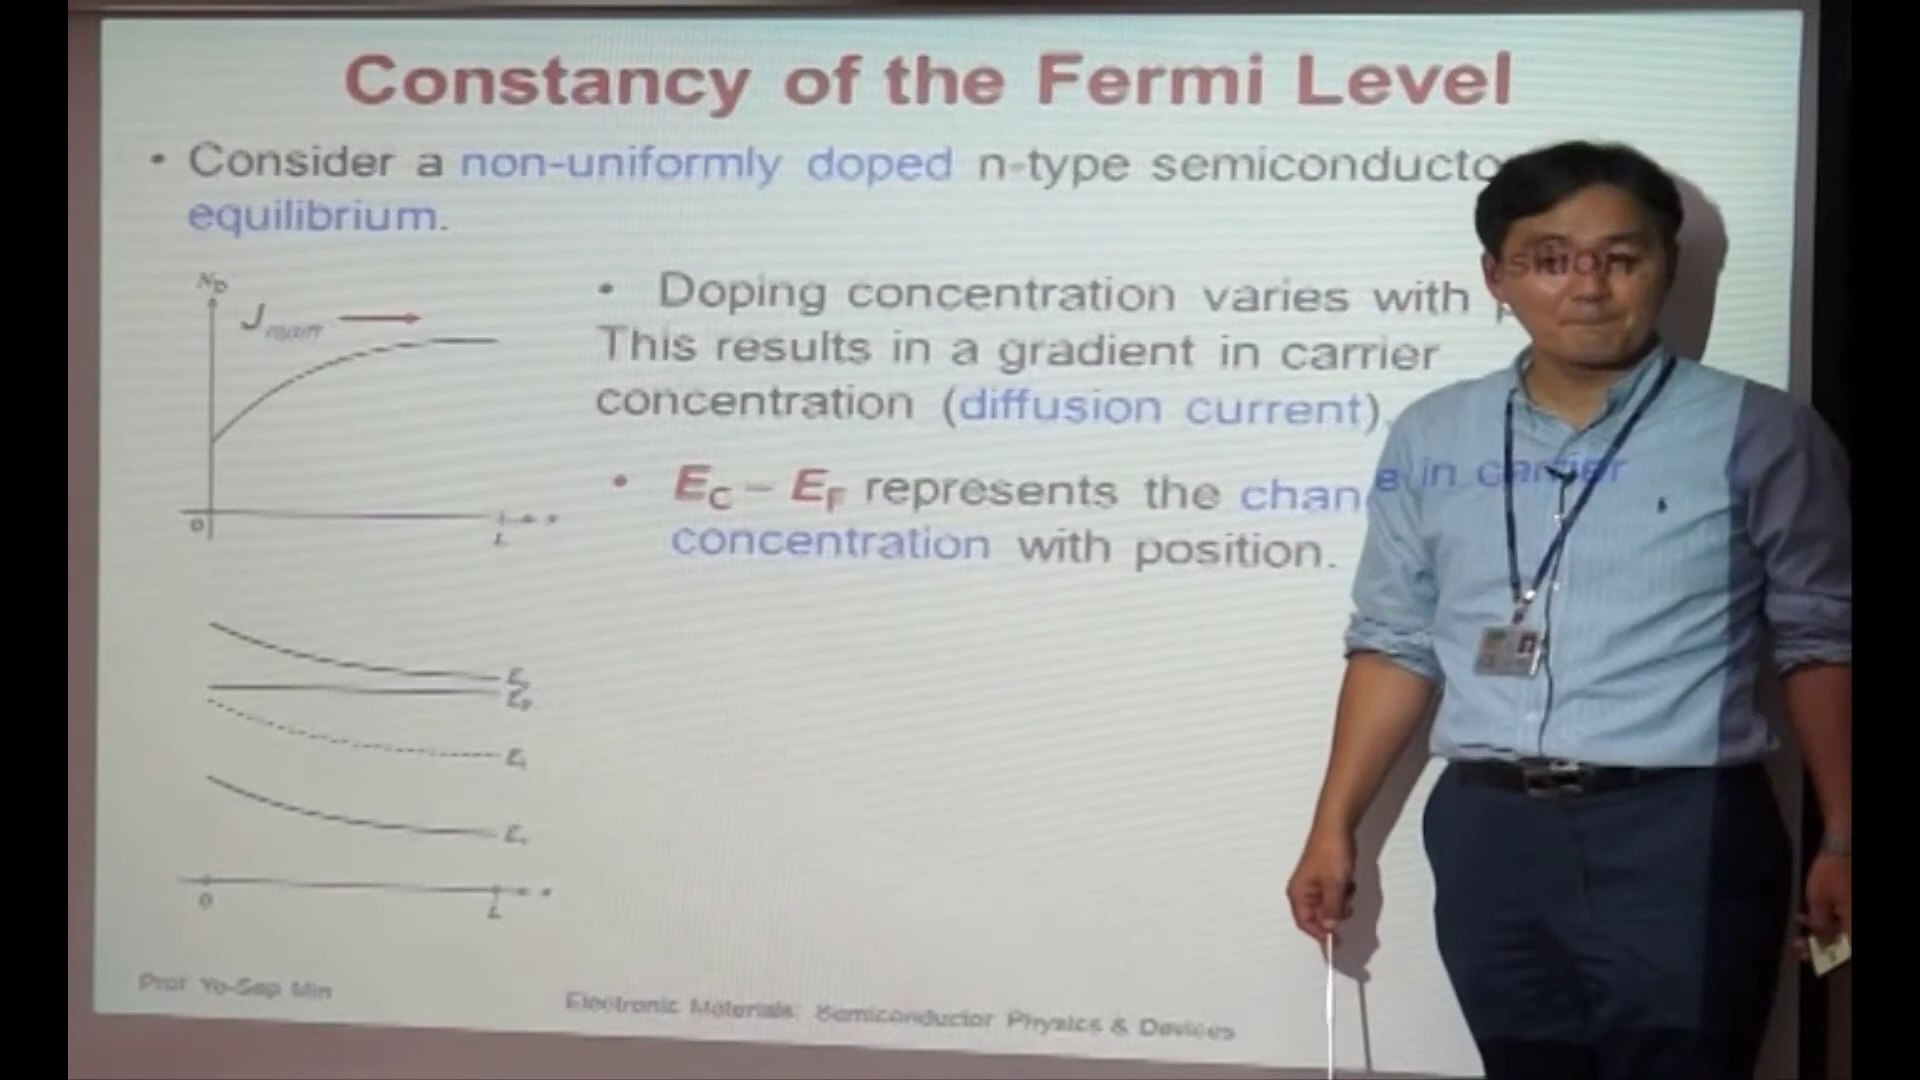 Constancy of the Fermi Level
• Consider a non-uniformly doped n-type semiconducto
equilibrium.
N_D
J
• Doping concentration varies with
This results in a gradient in carrier
concentration (diffusion current).
• E_C – E_F represents the chan e in carrier
concentration with position.
0
L
x
E_i
E_v
0
L
x
Prof. Yo-Sep Min
Electronic Materials: Semiconductor Physics & Devices